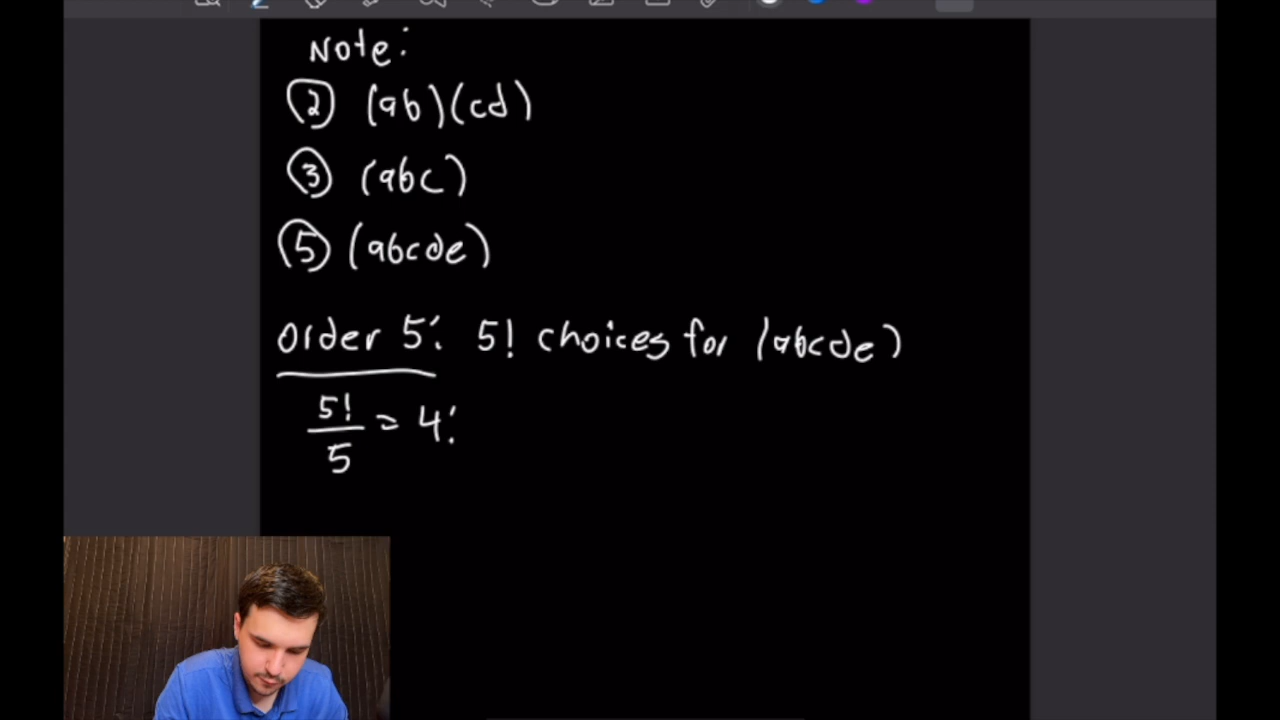 Note:
② (ab)(cd)
③ (abc)
⑤ (abcde)
Order 5: 5! choices for (abcde)
5!/5 = 4!